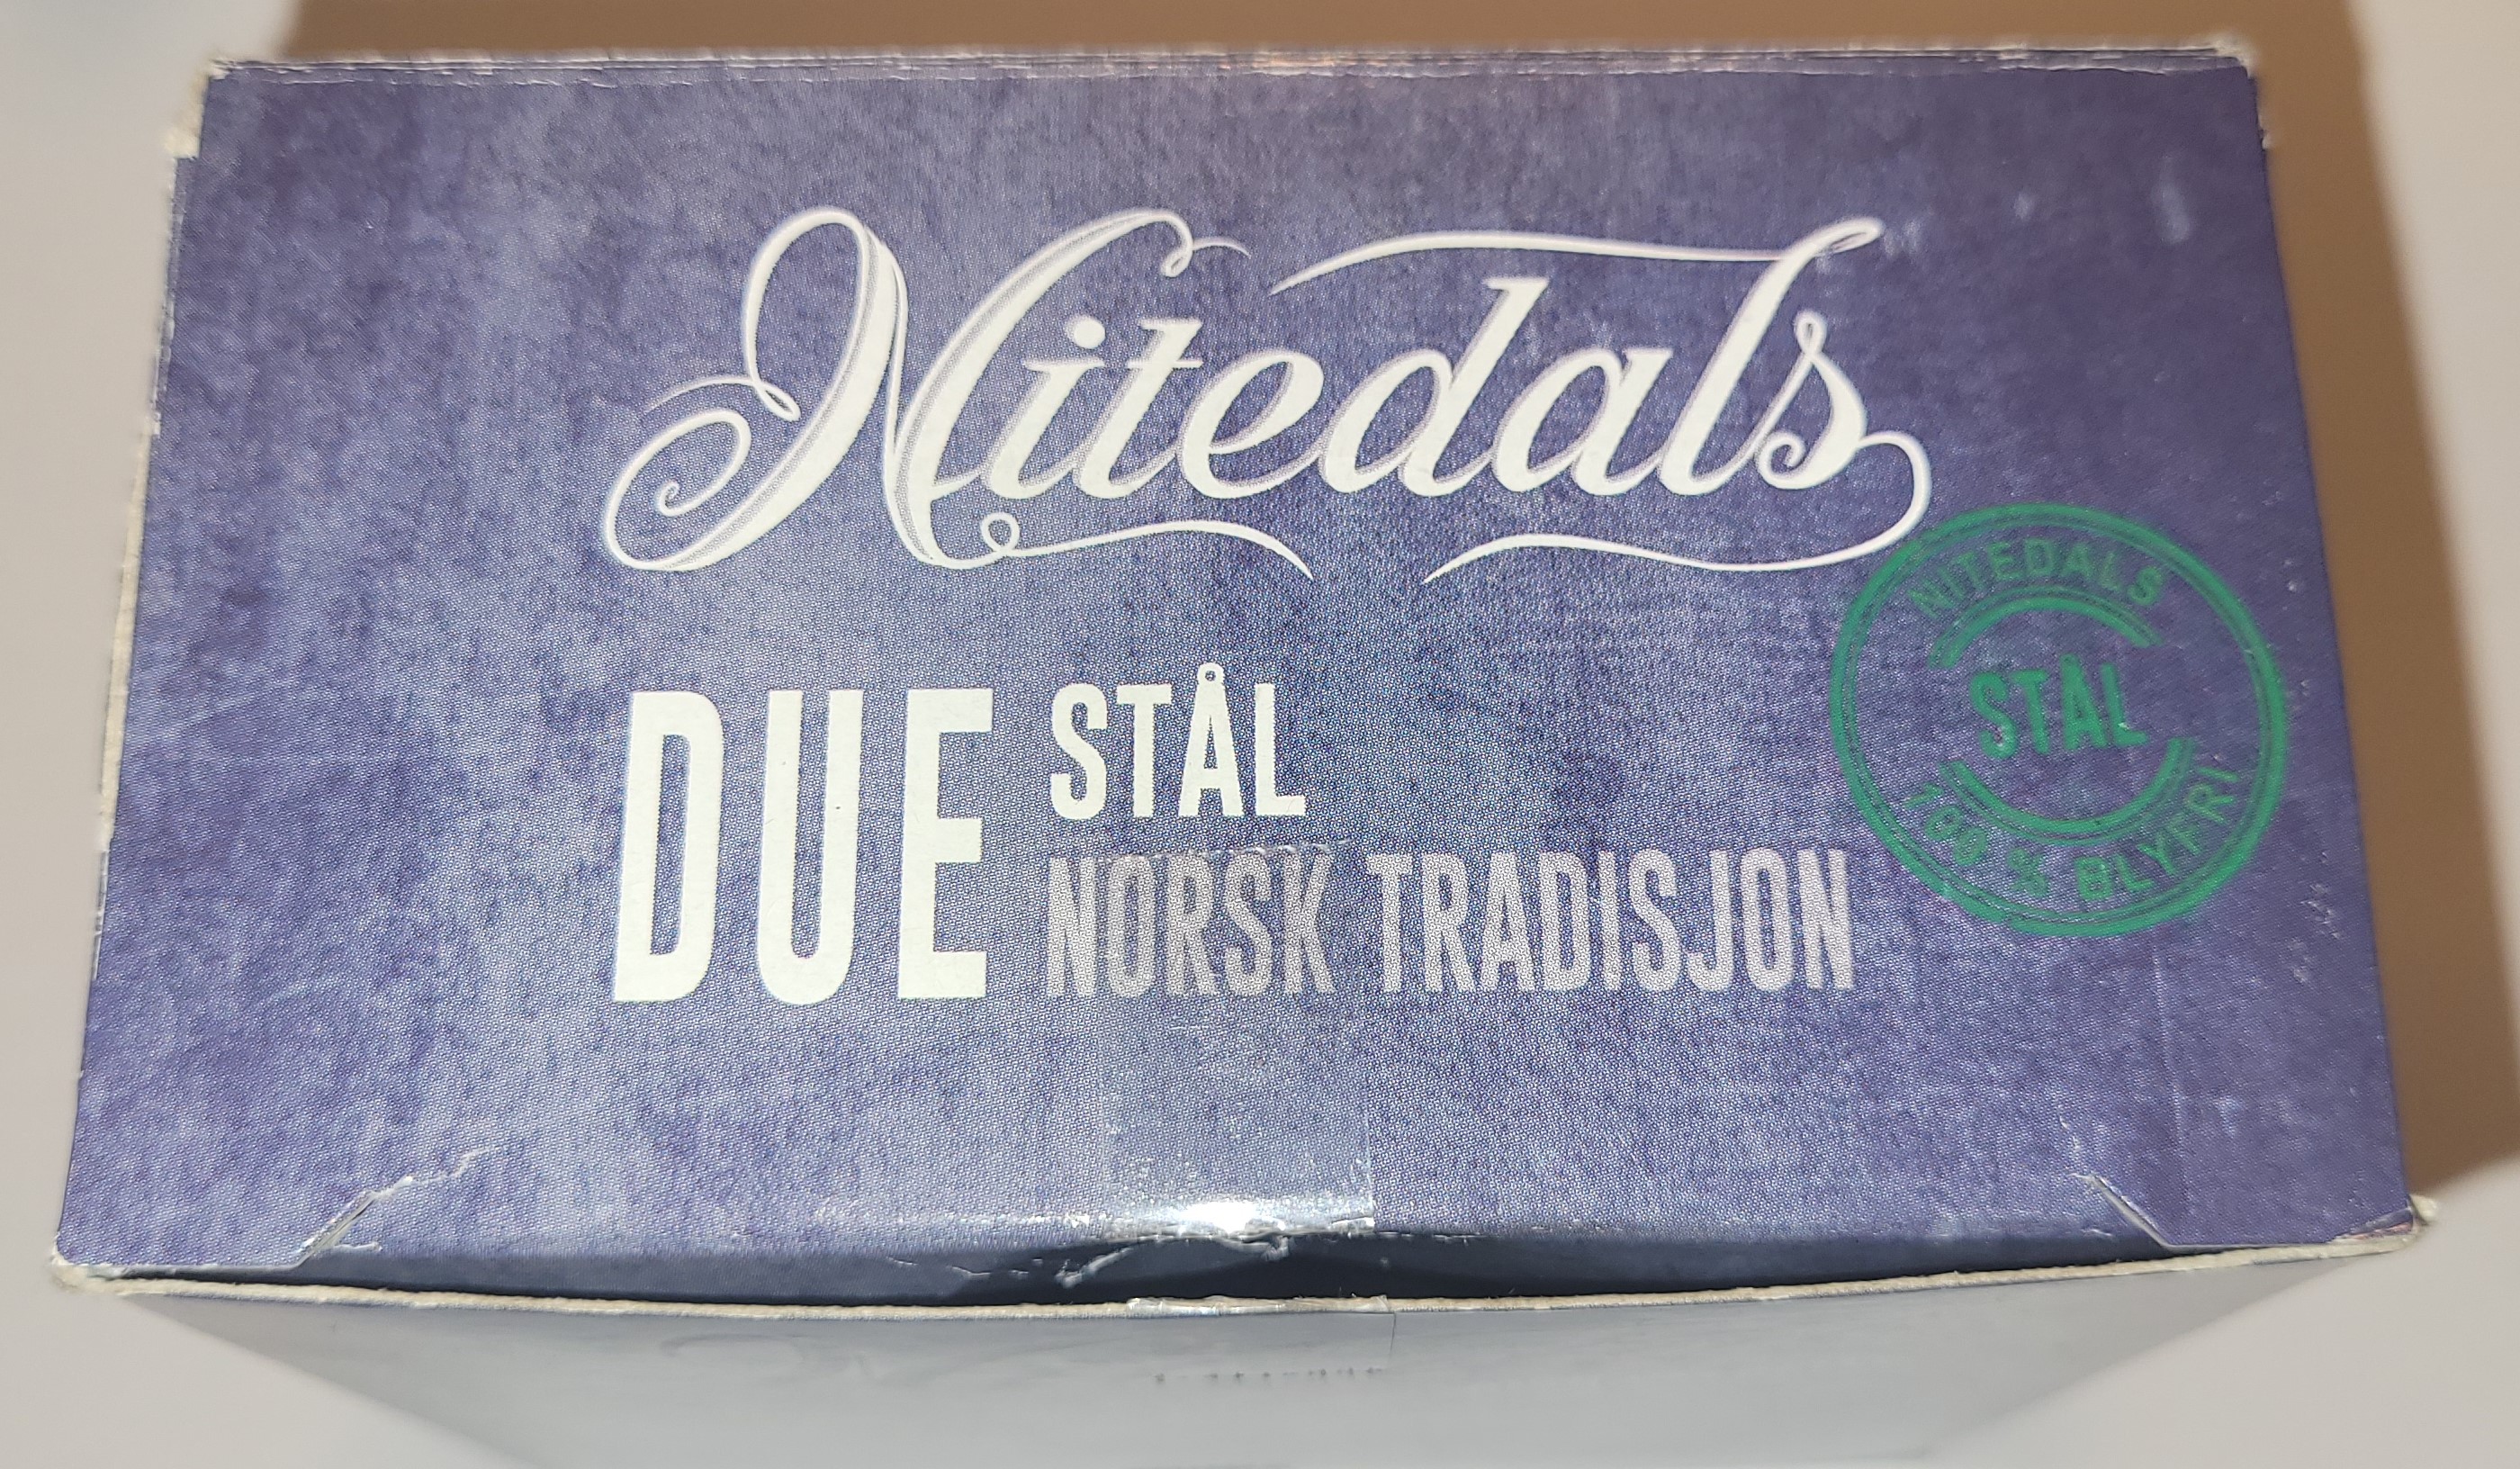 Nitedals
DUE STÅL
NORSK TRADISJON
NITEDALS
STÅL
100 % BLYFRI